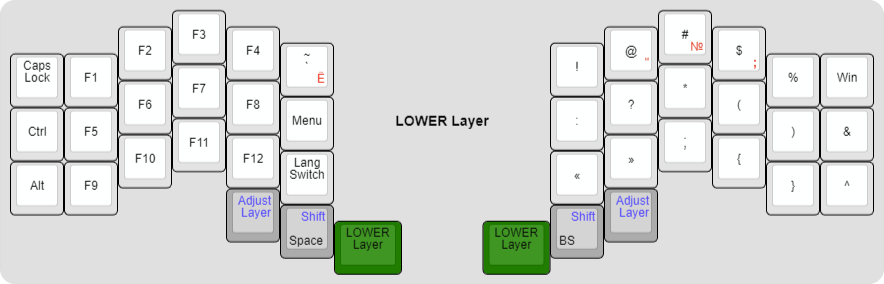 Caps
Lock
F1
F2
F3
F4
~
`
Ё
Ctrl
F5
F6
F7
F8
Menu
Alt
F9
F10
F11
F12
Lang
Switch
Adjust
Layer
Shift
Space
LOWER
Layer
LOWER Layer
!
@
"
#
№
$
;
%
Win
:
?
*
(
)
&
«
»
;
{
}
^
LOWER
Layer
Shift
BS
Adjust
Layer